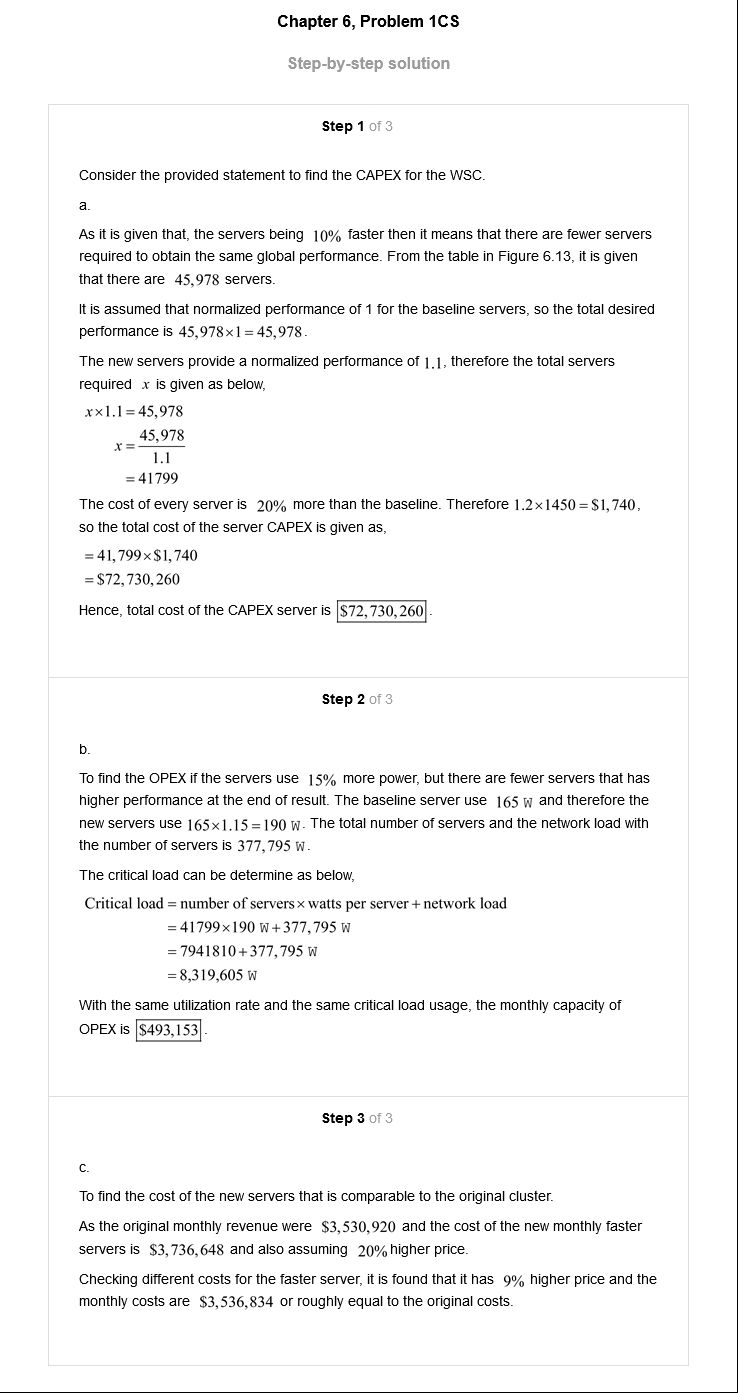 Chapter 6, Problem 1CS
Step-by-step solution
Step 1 of 3
Consider the provided statement to find the CAPEX for the WSC.
a.
As it is given that, the servers being 10% faster then it means that there are fewer servers
required to obtain the same global performance. From the table in Figure 6.13, it is given
that there are 45,978 servers.
It is assumed that normalized performance of 1 for the baseline servers, so the total desired
performance is 45,978×1=45,978.
The new servers provide a normalized performance of 1.1, therefore the total servers
required x is given as below,
x×1.1=45,978
x=45,978/1.1
=41799
The cost of every server is 20% more than the baseline. Therefore 1.2×1450=$1,740,
so the total cost of the server CAPEX is given as,
=41,799×$1,740
=$72,730,260
Hence, total cost of the CAPEX server is $72,730,260.
Step 2 of 3
b.
To find the OPEX if the servers use 15% more power, but there are fewer servers that has
higher performance at the end of result. The baseline server use 165 W and therefore the
new servers use 165×1.15=190 W. The total number of servers and the network load with
the number of servers is 377,795 W.
The critical load can be determine as below,
Critical load = number of servers× watts per server + network load
=41799×190 W+377,795 W
=7941810+377,795 W
=8,319,605 W
With the same utilization rate and the same critical load usage, the monthly capacity of
OPEX is $493,153.
Step 3 of 3
c.
To find the cost of the new servers that is comparable to the original cluster.
As the original monthly revenue were $3,530,920 and the cost of the new monthly faster
servers is $3,736,648 and also assuming 20% higher price.
Checking different costs for the faster server, it is found that it has 9% higher price and the
monthly costs are $3,536,834 or roughly equal to the original costs.